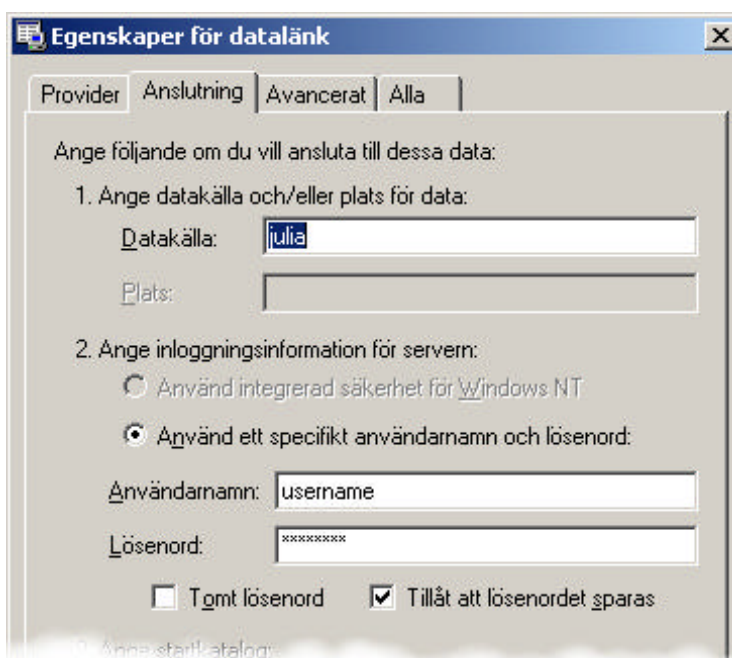 Egenskaper för datalänk
Provider Anslutning Avancerat Alla
Ange följande om du vill ansluta till dessa data:
1. Ange datakälla och/eller plats för data:
Datakälla: julia
Plats:
2. Ange inloggningsinformation för servern:
Använd integrerad säkerhet för Windows NT
Använd ett specifikt användarnamn och lösenord:
Användarnamn: username
Lösenord: ********
Tomt lösenord Tillåt att lösenordet sparas
Ange startkatalog: